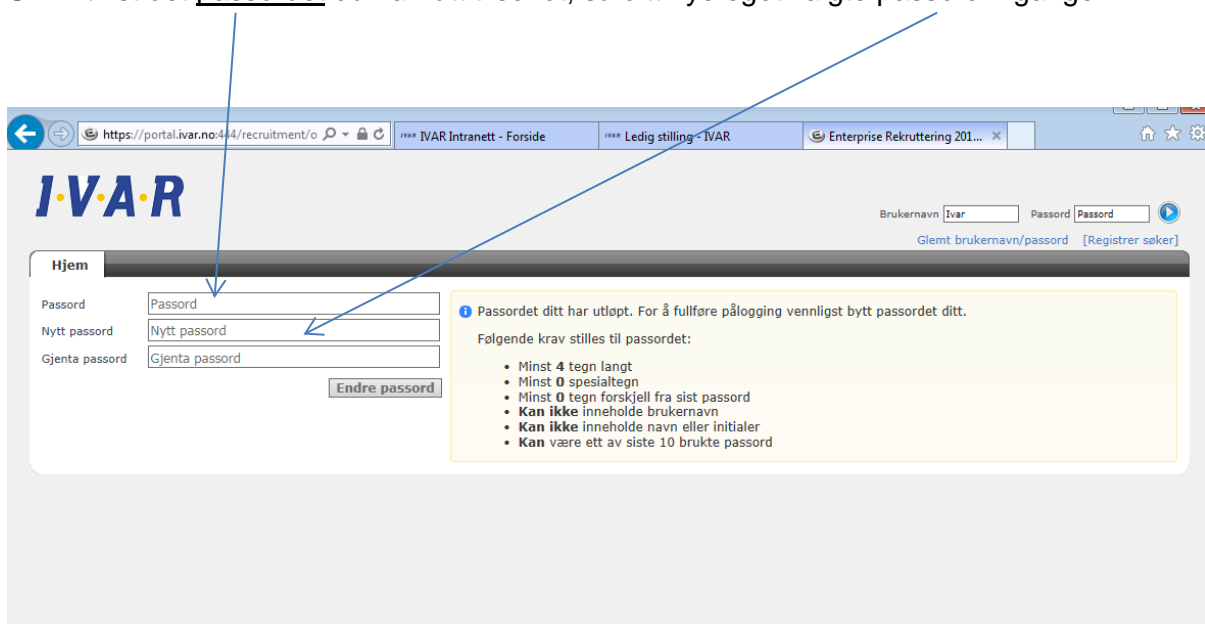 https://portal.ivar.no:444/recruitment/o
IVAR Intranett - Forside
Ledig stilling - IVAR
Enterprise Rekruttering 201...
I·V·A·R
Brukernavn Ivar Passord Passord
Glemt brukernavn/passord [Registrer søker]
Hjem
Passord Passord
Nytt passord Nytt passord
Gjenta passord Gjenta passord
Endre passord
Passordet ditt har utløpt. For å fullføre pålogging vennligst bytt passordet ditt.
Følgende krav stilles til passordet:
• Minst 4 tegn langt
• Minst 0 spesialtegn
• Minst 0 tegn forskjell fra sist passord
• Kan ikke inneholde brukernavn
• Kan ikke inneholde navn eller initialer
• Kan være ett av siste 10 brukte passord